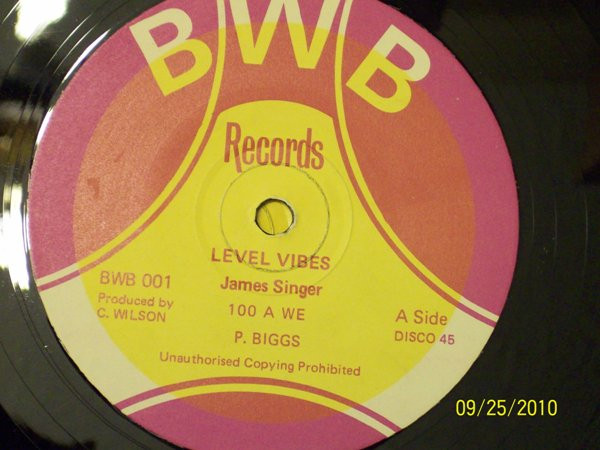 BWB
Records
LEVEL VIBES
James Singer
100 A WE
P. BIGGS
BWB 001
Produced by
C. WILSON
A Side
DISCO 45
Unauthorised Copying Prohibited
09/25/2010